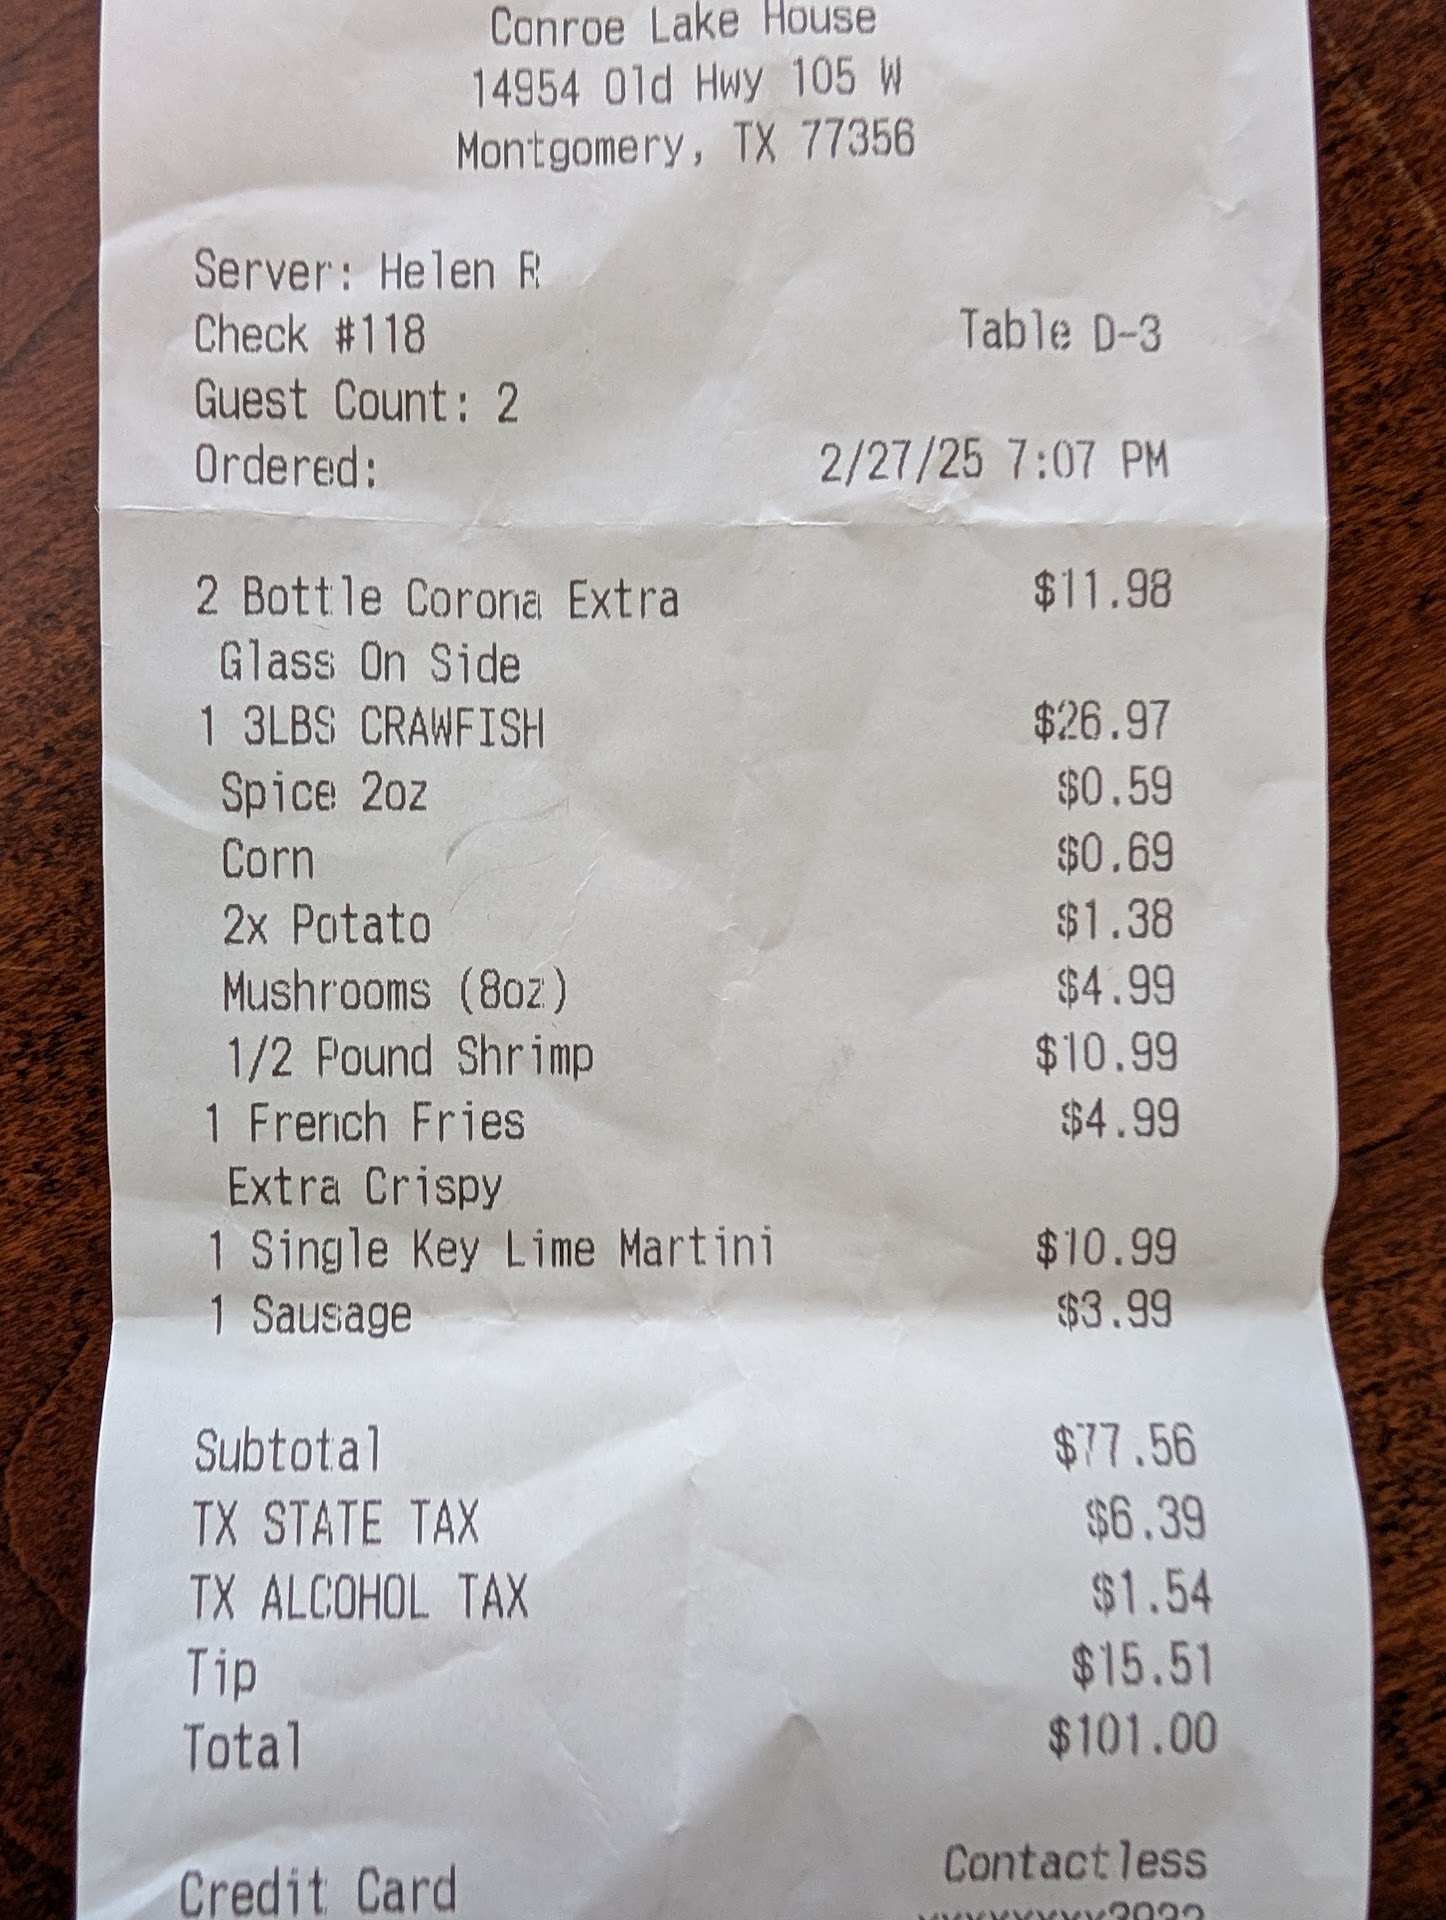 Conroe Lake House
14954 Old Hwy 105 W
Montgomery, TX 77356
Server: Helen R
Check #118 Table D-3
Guest Count: 2
Ordered: 2/27/25 7:07 PM
2 Bottle Corona Extra $11.98
Glass On Side
1 3LBS CRAWFISH $26.97
Spice 2oz $0.59
Corn $0.69
2x Potato $1.38
Mushrooms (8oz) $4.99
1/2 Pound Shrimp $10.99
1 French Fries $4.99
Extra Crispy
1 Single Key Lime Martini $10.99
1 Sausage $3.99
Subtotal $77.56
TX STATE TAX $6.39
TX ALCOHOL TAX $1.54
Tip $15.51
Total $101.00
Credit Card Contactless